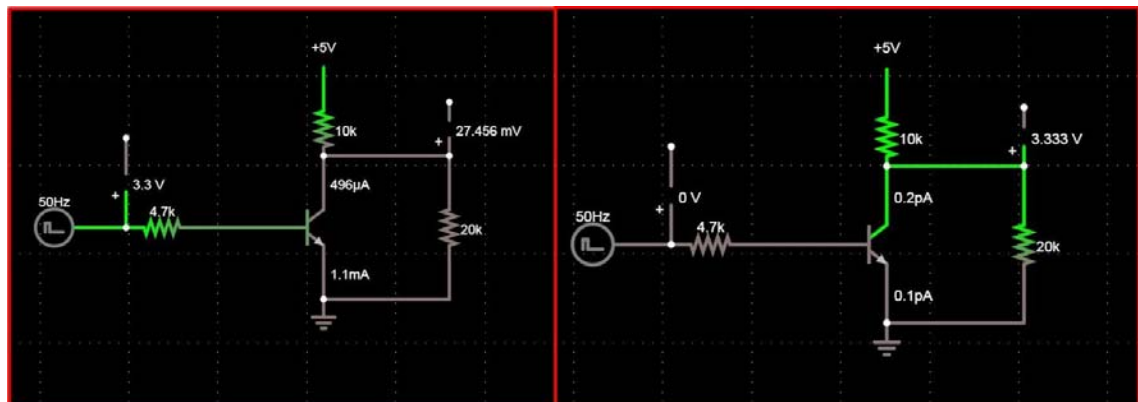 +5V
10k
27.456 mV
+
3.3 V
+
496µA
50Hz
4.7k
20k
1.1mA
+5V
10k
3.333 V
+
0 V
+
0.2pA
50Hz
4.7k
20k
0.1pA